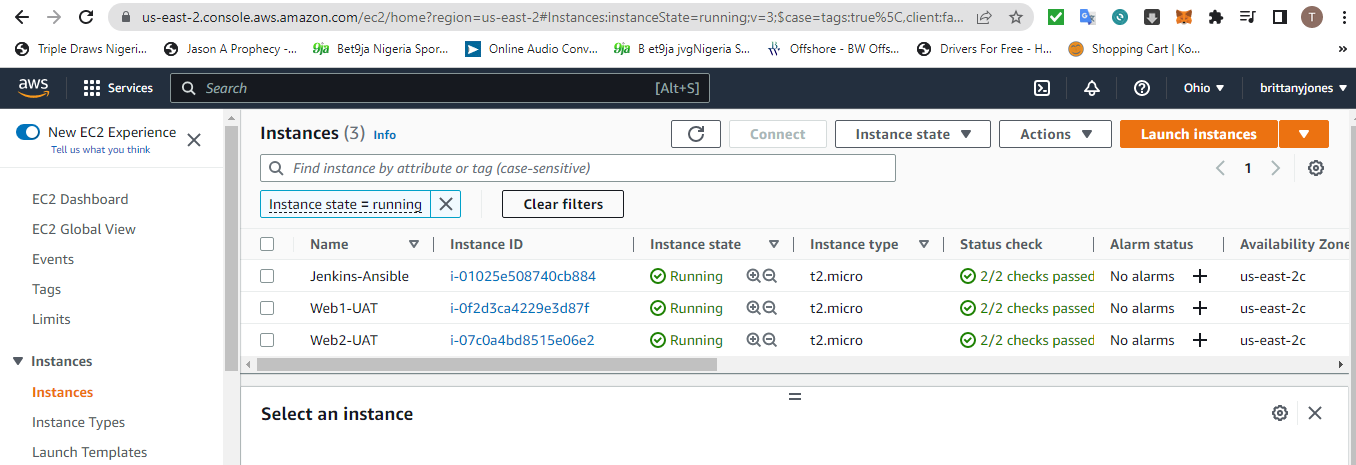 us-east-2.console.aws.amazon.com/ec2/home?region=us-east-2#Instances:instanceState=running;v=3;$case=tags:true%5C,client:fa...
T
Triple Draws Nigeri... Jason A Prophecy -... 9ja Bet9ja Nigeria Spor... Online Audio Conv... 9ja B et9ja jvgNigeria S... Offshore - BW Offs... Drivers For Free - H... Shopping Cart | Ko... »
aws Services Search [Alt+S] Ohio brittanyjones
New EC2 Experience
Tell us what you think
EC2 Dashboard
EC2 Global View
Events
Tags
Limits
Instances
Instances
Instance Types
Launch Templates
Instances (3) Info Connect Instance state Actions Launch instances
Find instance by attribute or tag (case-sensitive) 1
Instance state = running Clear filters
Name Instance ID Instance state Instance type Status check Alarm status Availability Zone
Jenkins-Ansible i-01025e508740cb884 Running t2.micro 2/2 checks passed No alarms + us-east-2c
Web1-UAT i-0f2d3ca4229e3d87f Running t2.micro 2/2 checks passed No alarms + us-east-2c
Web2-UAT i-07c0a4bd8515e06e2 Running t2.micro 2/2 checks passed No alarms + us-east-2c
Select an instance